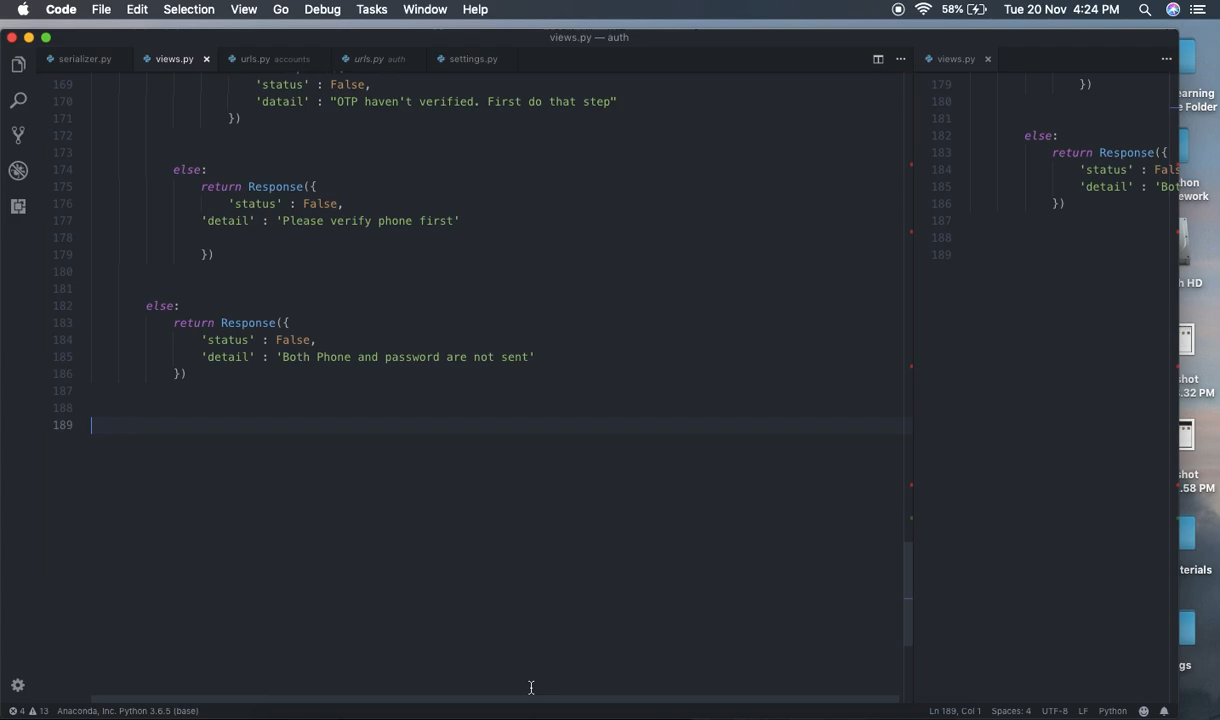 Code File Edit Selection View Go Debug Tasks Window Help 58% Tue 20 Nov 4:24 PM
views.py — auth
serializer.py views.py urls.py accounts urls.py auth settings.py views.py
169 'status' : False,
170 'datail' : "OTP haven't verified. First do that step"
171 })
172
173
174 else:
175 return Response({
176 'status' : False,
177 'detail' : 'Please verify phone first'
178
179 })
180
181
182 else:
183 return Response({
184 'status' : False,
185 'detail' : 'Both Phone and password are not sent'
186 })
187
188
189
179 })
180
181
182 else:
183 return Response({
184 'status' : Fals
185 'detail' : 'Bot
186 })
187
188
189
arning
e Folder
hon
ework
h HD
shot
.32 PM
shot
.58 PM
terials
gs
4 13 Anaconda, Inc. Python 3.6.5 (base) Ln 189, Col 1 Spaces: 4 UTF-8 LF Python